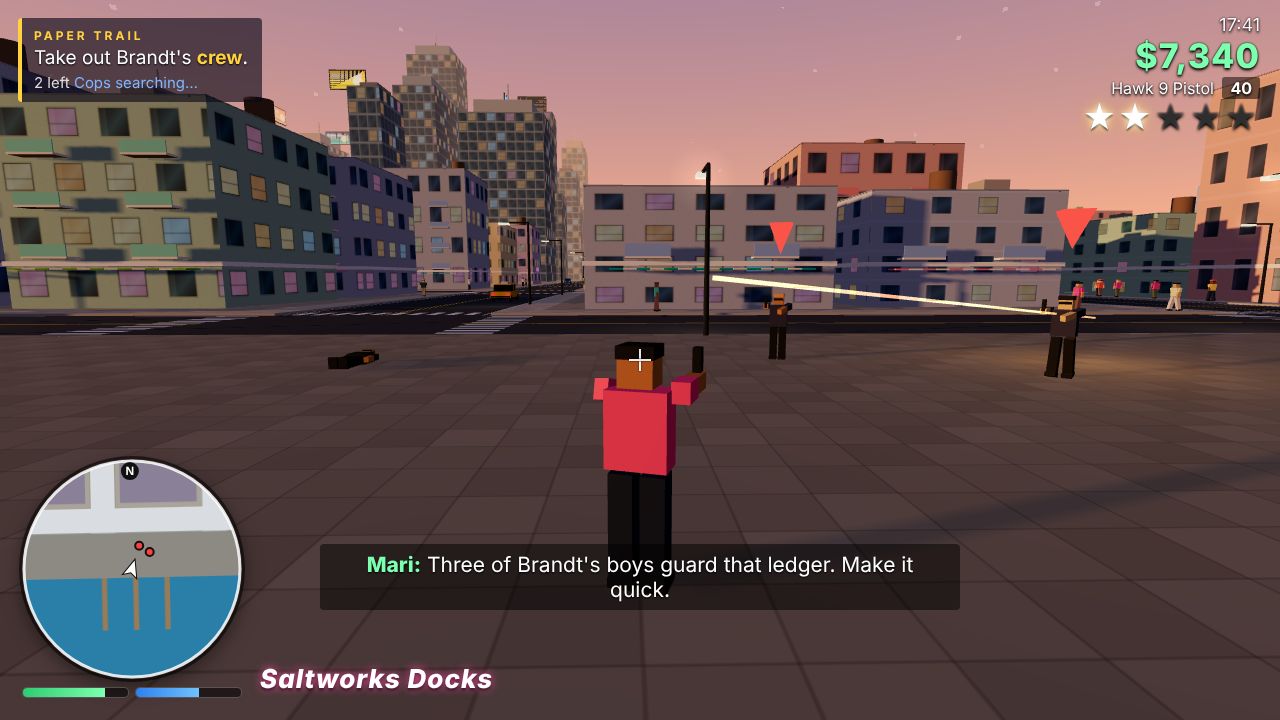 PAPER TRAIL
Take out Brandt's crew.
2 left Cops searching...
17:41
$7,340
Hawk 9 Pistol 40
N
Mari: Three of Brandt's boys guard that ledger. Make it
quick.
Saltworks Docks